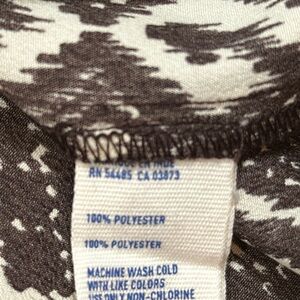 RN 54485 CA 03873
100% POLYESTER
100% POLYESTER
MACHINE WASH COLD
WITH LIKE COLORS
USE ONLY NON-CHLORINE